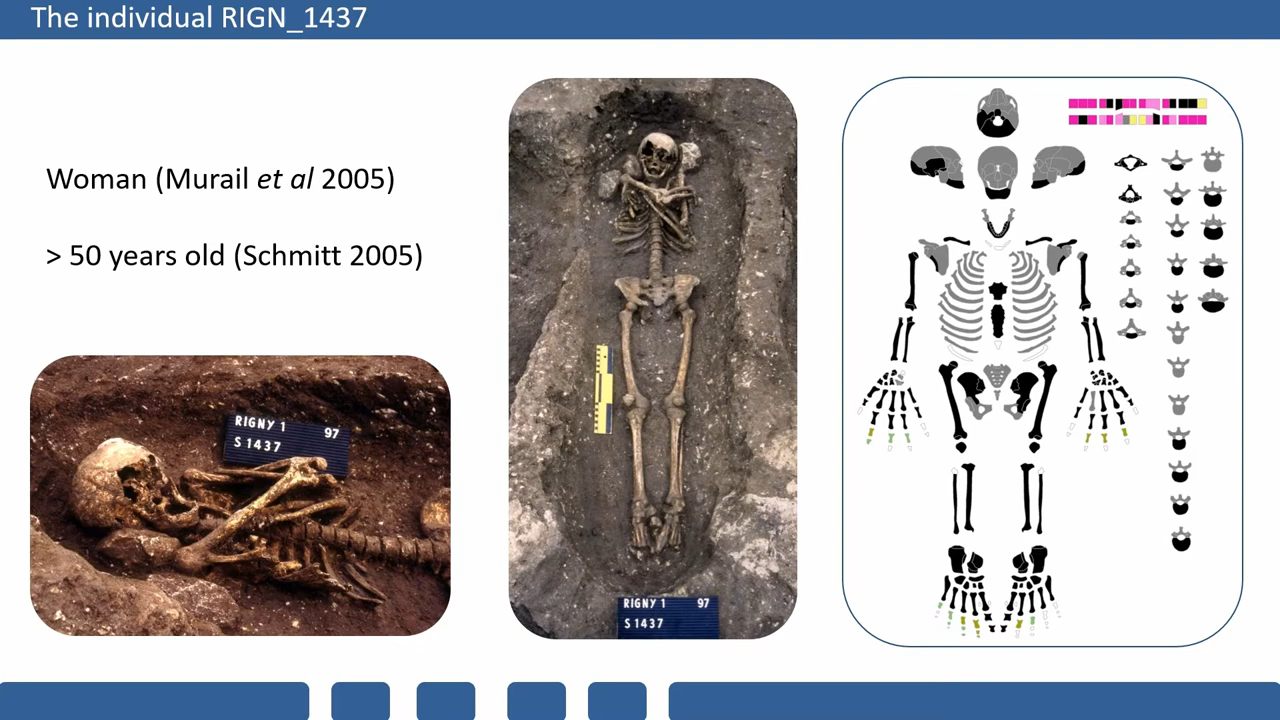 The individual RIGN_1437
Woman (Murail et al 2005)
> 50 years old (Schmitt 2005)
RIGNY 1 97
S 1437
RIGNY 1 97
S 1437